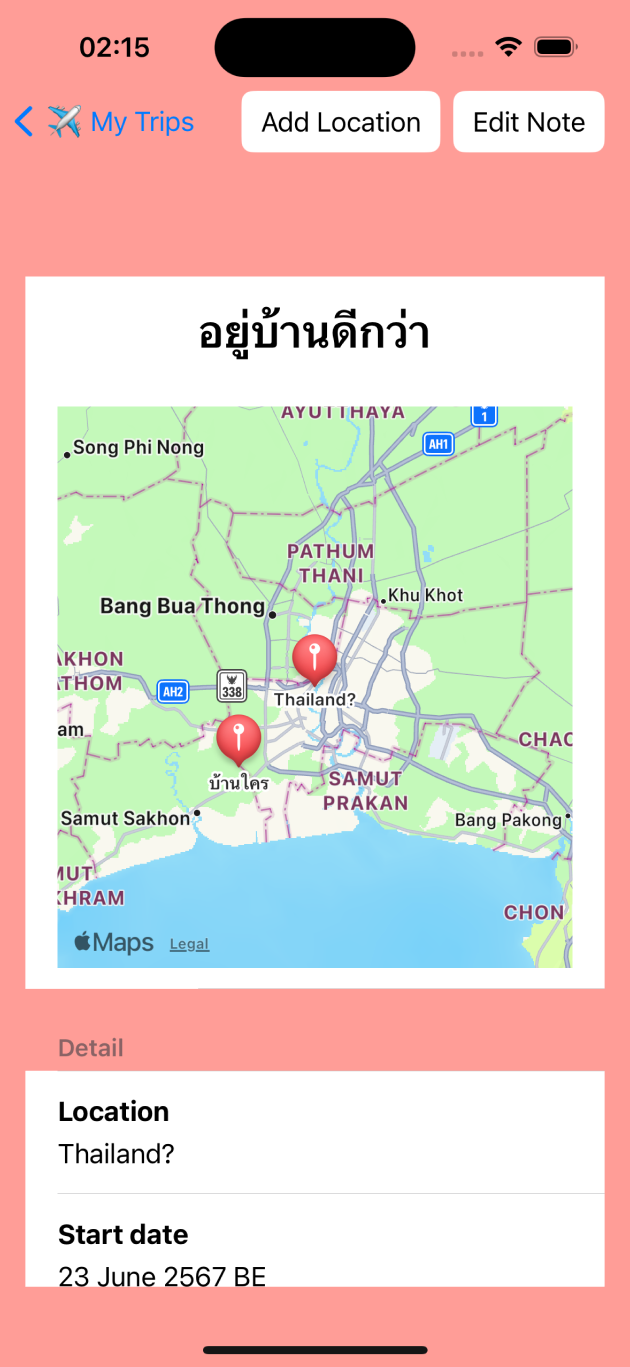 02:15
My Trips
Add Location
Edit Note
อยู่บ้านดีกว่า
AYUTTHAYA
1
Song Phi Nong
AH1
PATHUM
THANI
Khu Khot
Bang Bua Thong
AKHON
ATHOM
AH2
338
Thailand?
am
CHAC
บ้านใคร
SAMUT
PRAKAN
Samut Sakhon
Bang Pakong
MUT
KHRAM
CHON
Maps
Legal
Detail
Location
Thailand?
Start date
23 June 2567 BE